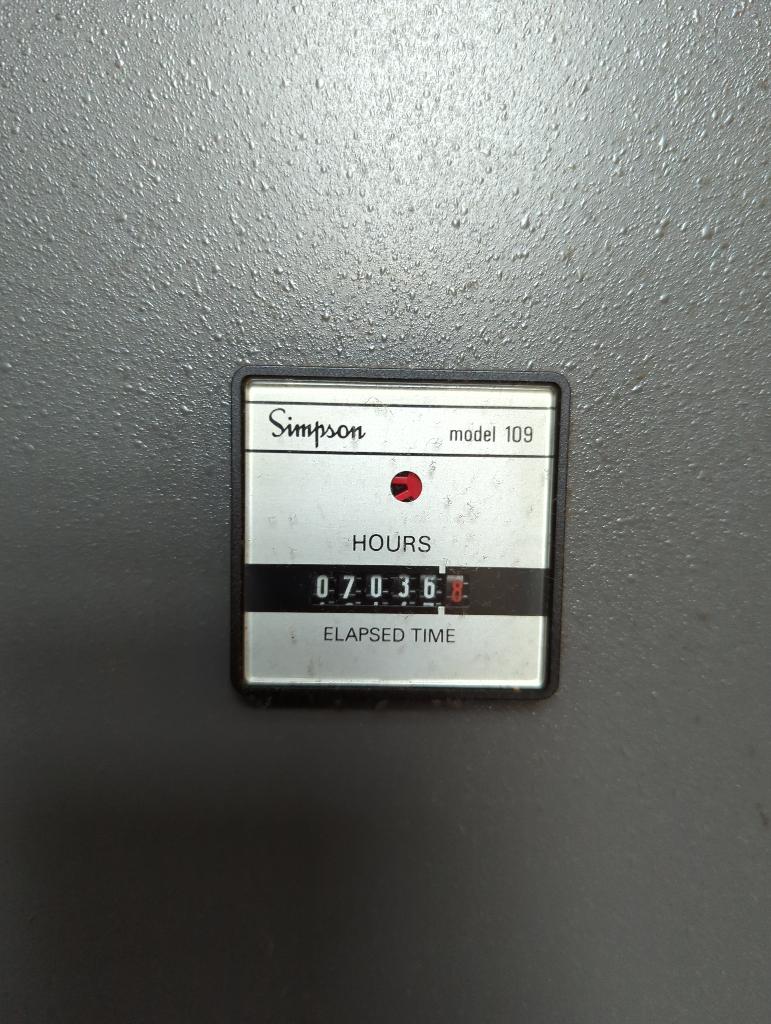 Simpson model 109
HOURS
070368
ELAPSED TIME